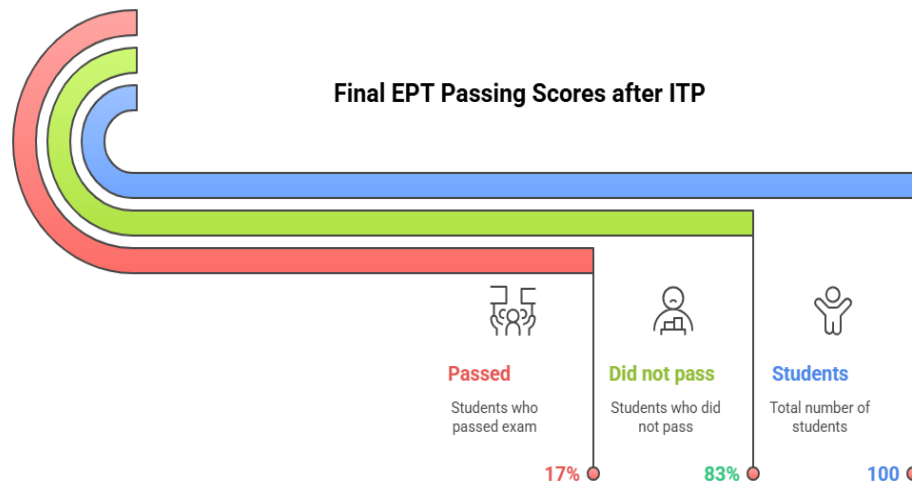 Final EPT Passing Scores after ITP
Passed
Students who
passed exam
17%
Did not pass
Students who did
not pass
83%
Students
Total number of
students
100